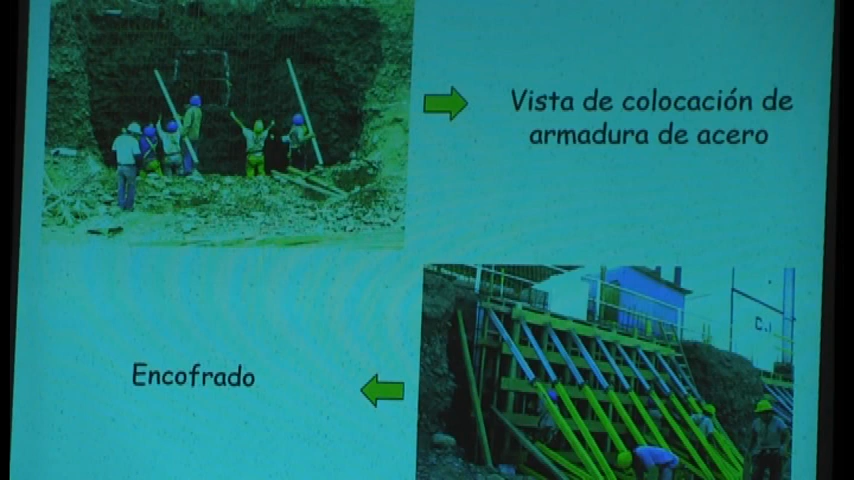 Vista de colocación de
armadura de acero
Encofrado
C.I